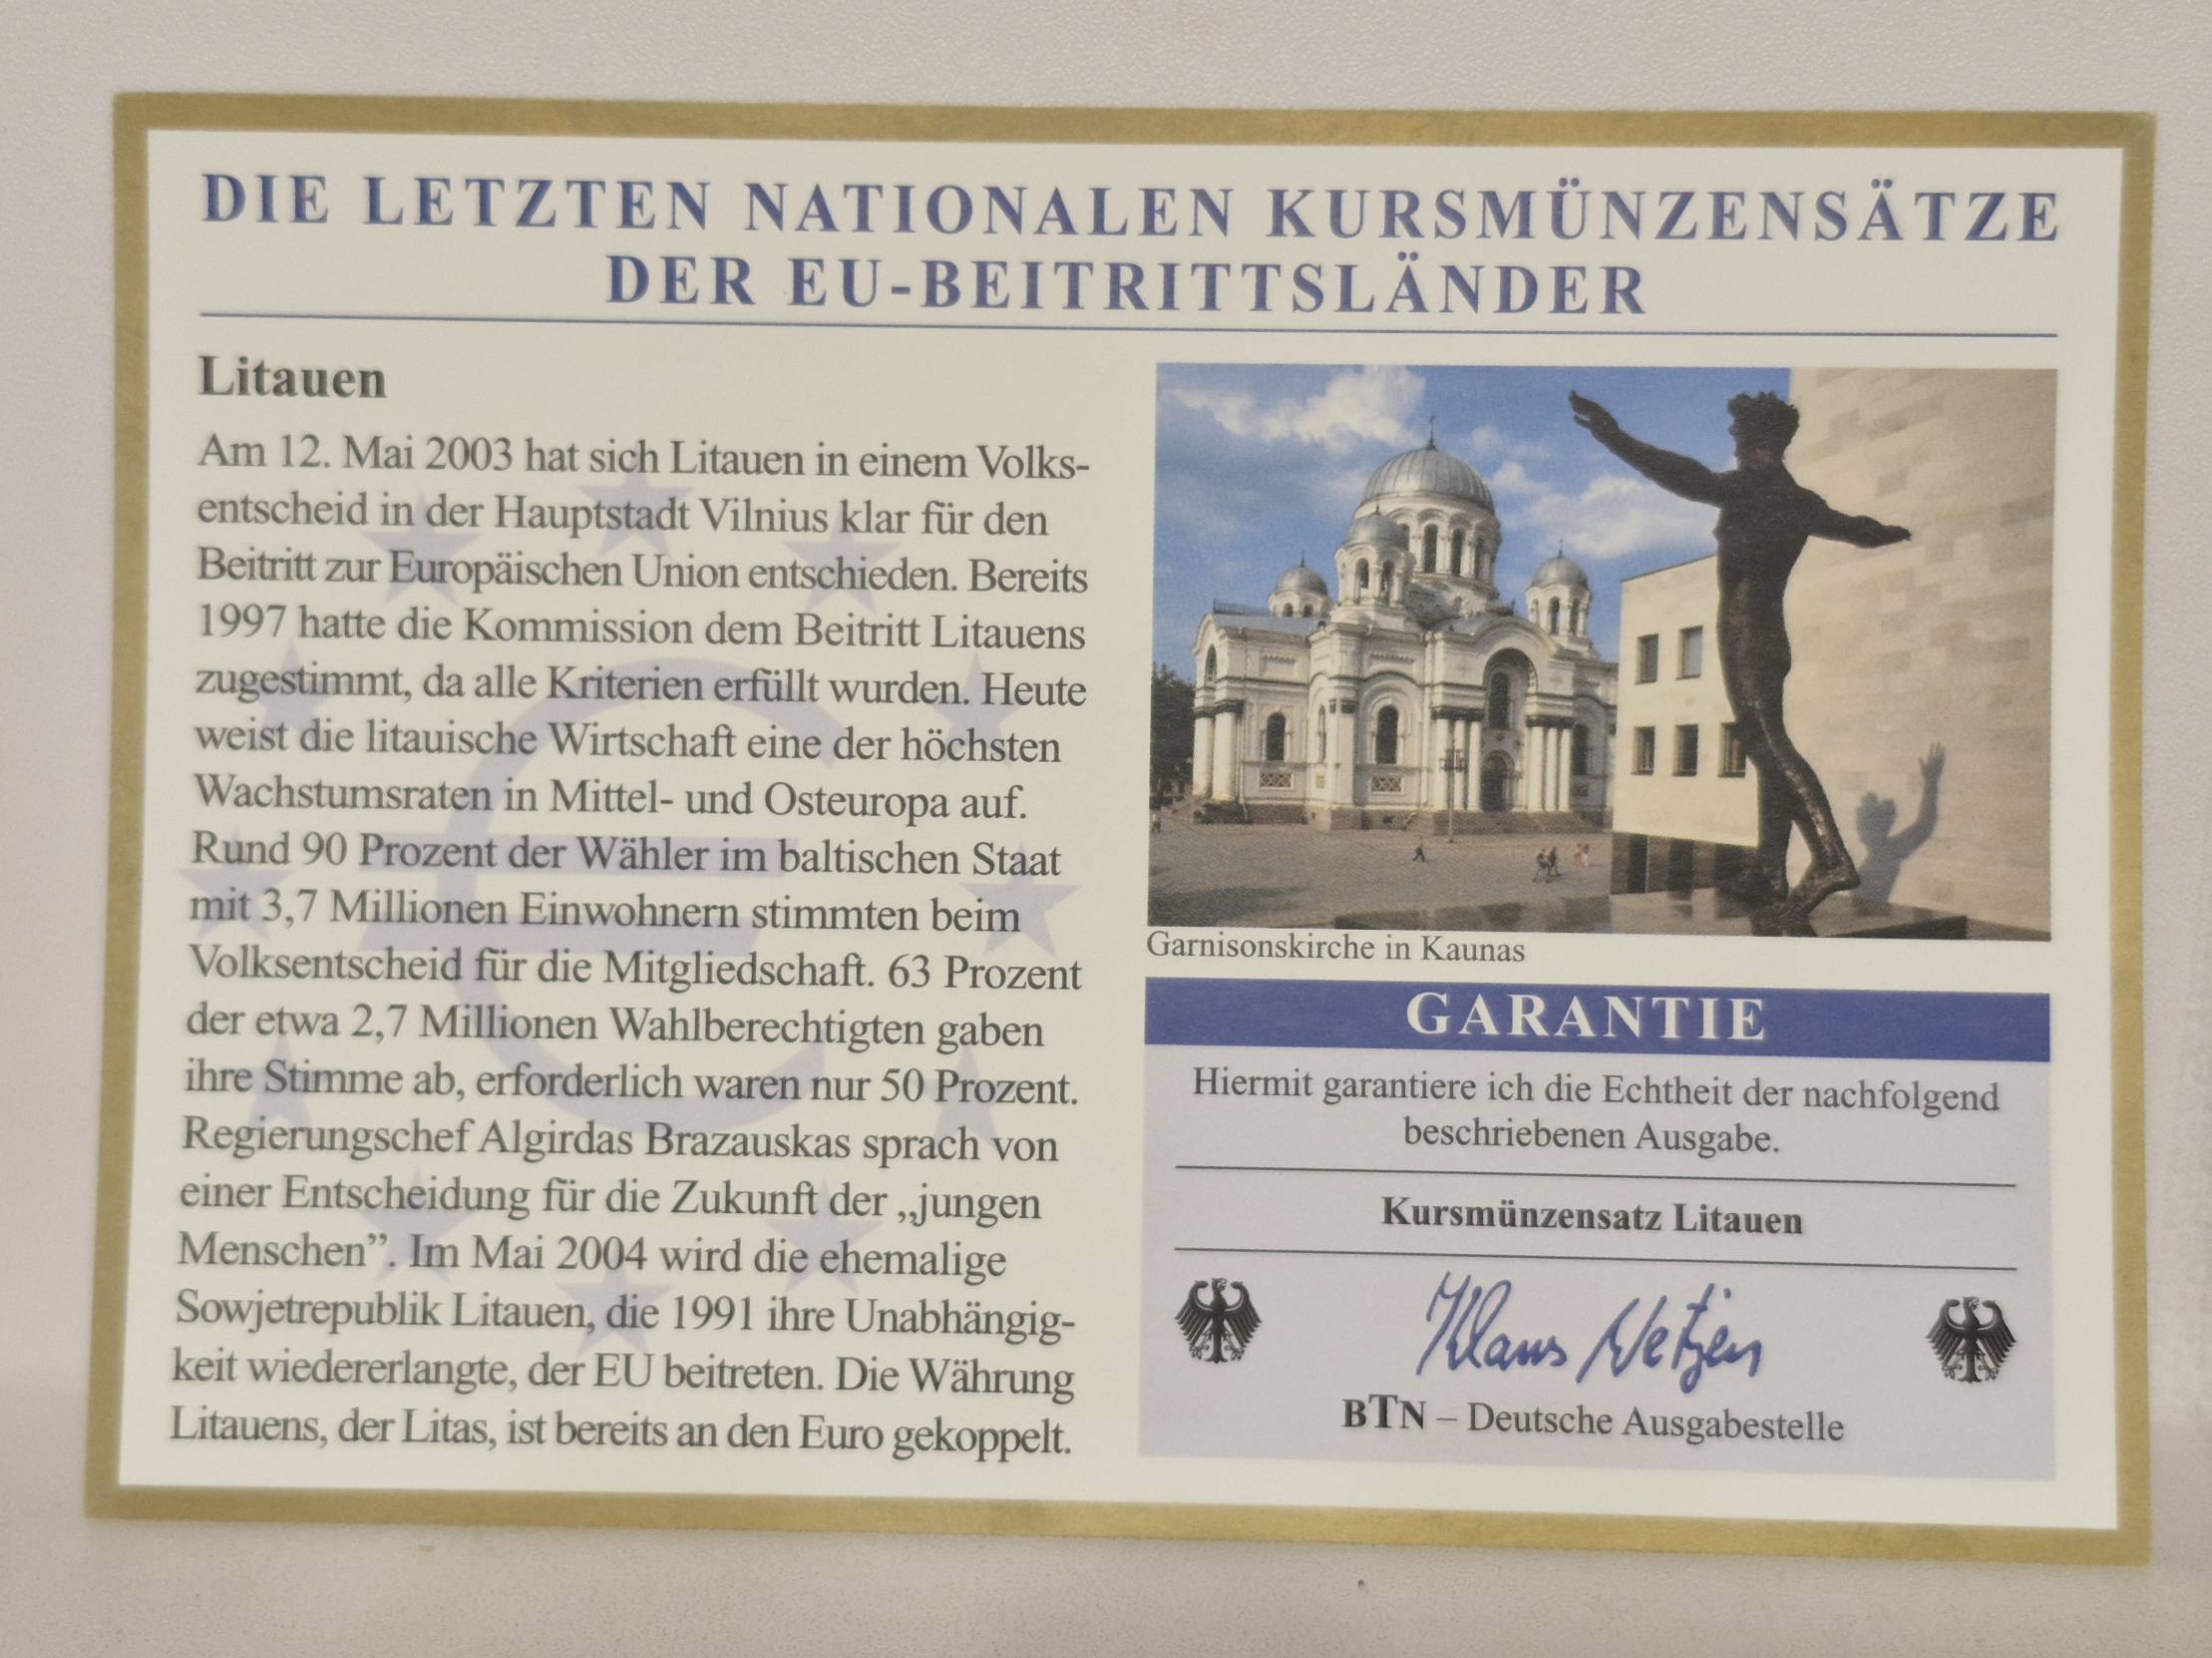 DIE LETZTEN NATIONALEN KURSMÜNZENSÄTZE
DER EU-BEITRITTSLÄNDER
Litauen
Am 12. Mai 2003 hat sich Litauen in einem Volks-
entscheid in der Hauptstadt Vilnius klar für den
Beitritt zur Europäischen Union entschieden. Bereits
1997 hatte die Kommission dem Beitritt Litauens
zugestimmt, da alle Kriterien erfüllt wurden. Heute
weist die litauische Wirtschaft eine der höchsten
Wachstumsraten in Mittel- und Osteuropa auf.
Rund 90 Prozent der Wähler im baltischen Staat
mit 3,7 Millionen Einwohnern stimmten beim
Volksentscheid für die Mitgliedschaft. 63 Prozent
der etwa 2,7 Millionen Wahlberechtigten gaben
ihre Stimme ab, erforderlich waren nur 50 Prozent.
Regierungschef Algirdas Brazauskas sprach von
einer Entscheidung für die Zukunft der „jungen
Menschen”. Im Mai 2004 wird die ehemalige
Sowjetrepublik Litauen, die 1991 ihre Unabhängig-
keit wiedererlangte, der EU beitreten. Die Währung
Litauens, der Litas, ist bereits an den Euro gekoppelt.
Garnisonskirche in Kaunas
GARANTIE
Hiermit garantiere ich die Echtheit der nachfolgend
beschriebenen Ausgabe.
Kursmünzensatz Litauen
Klaus
BTN – Deutsche Ausgabestelle